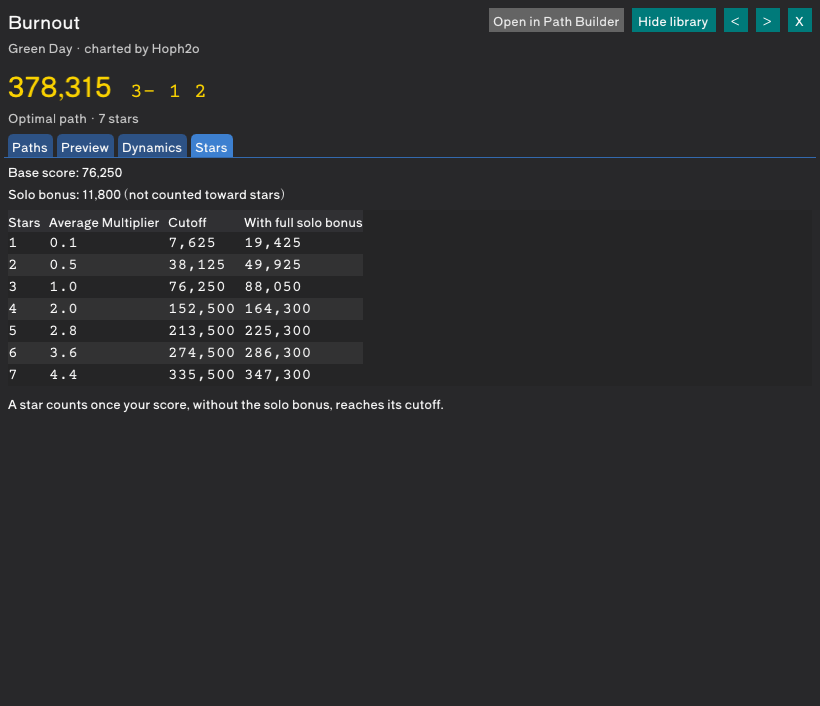 Burnout
Open in Path Builder Hide library < > X
Green Day · charted by Hoph2o
378,315 3- 1 2
Optimal path · 7 stars
Paths Preview Dynamics Stars
Base score: 76,250
Solo bonus: 11,800 (not counted toward stars)
Stars Average Multiplier Cutoff With full solo bonus
1 0.1 7,625 19,425
2 0.5 38,125 49,925
3 1.0 76,250 88,050
4 2.0 152,500 164,300
5 2.8 213,500 225,300
6 3.6 274,500 286,300
7 4.4 335,500 347,300
A star counts once your score, without the solo bonus, reaches its cutoff.